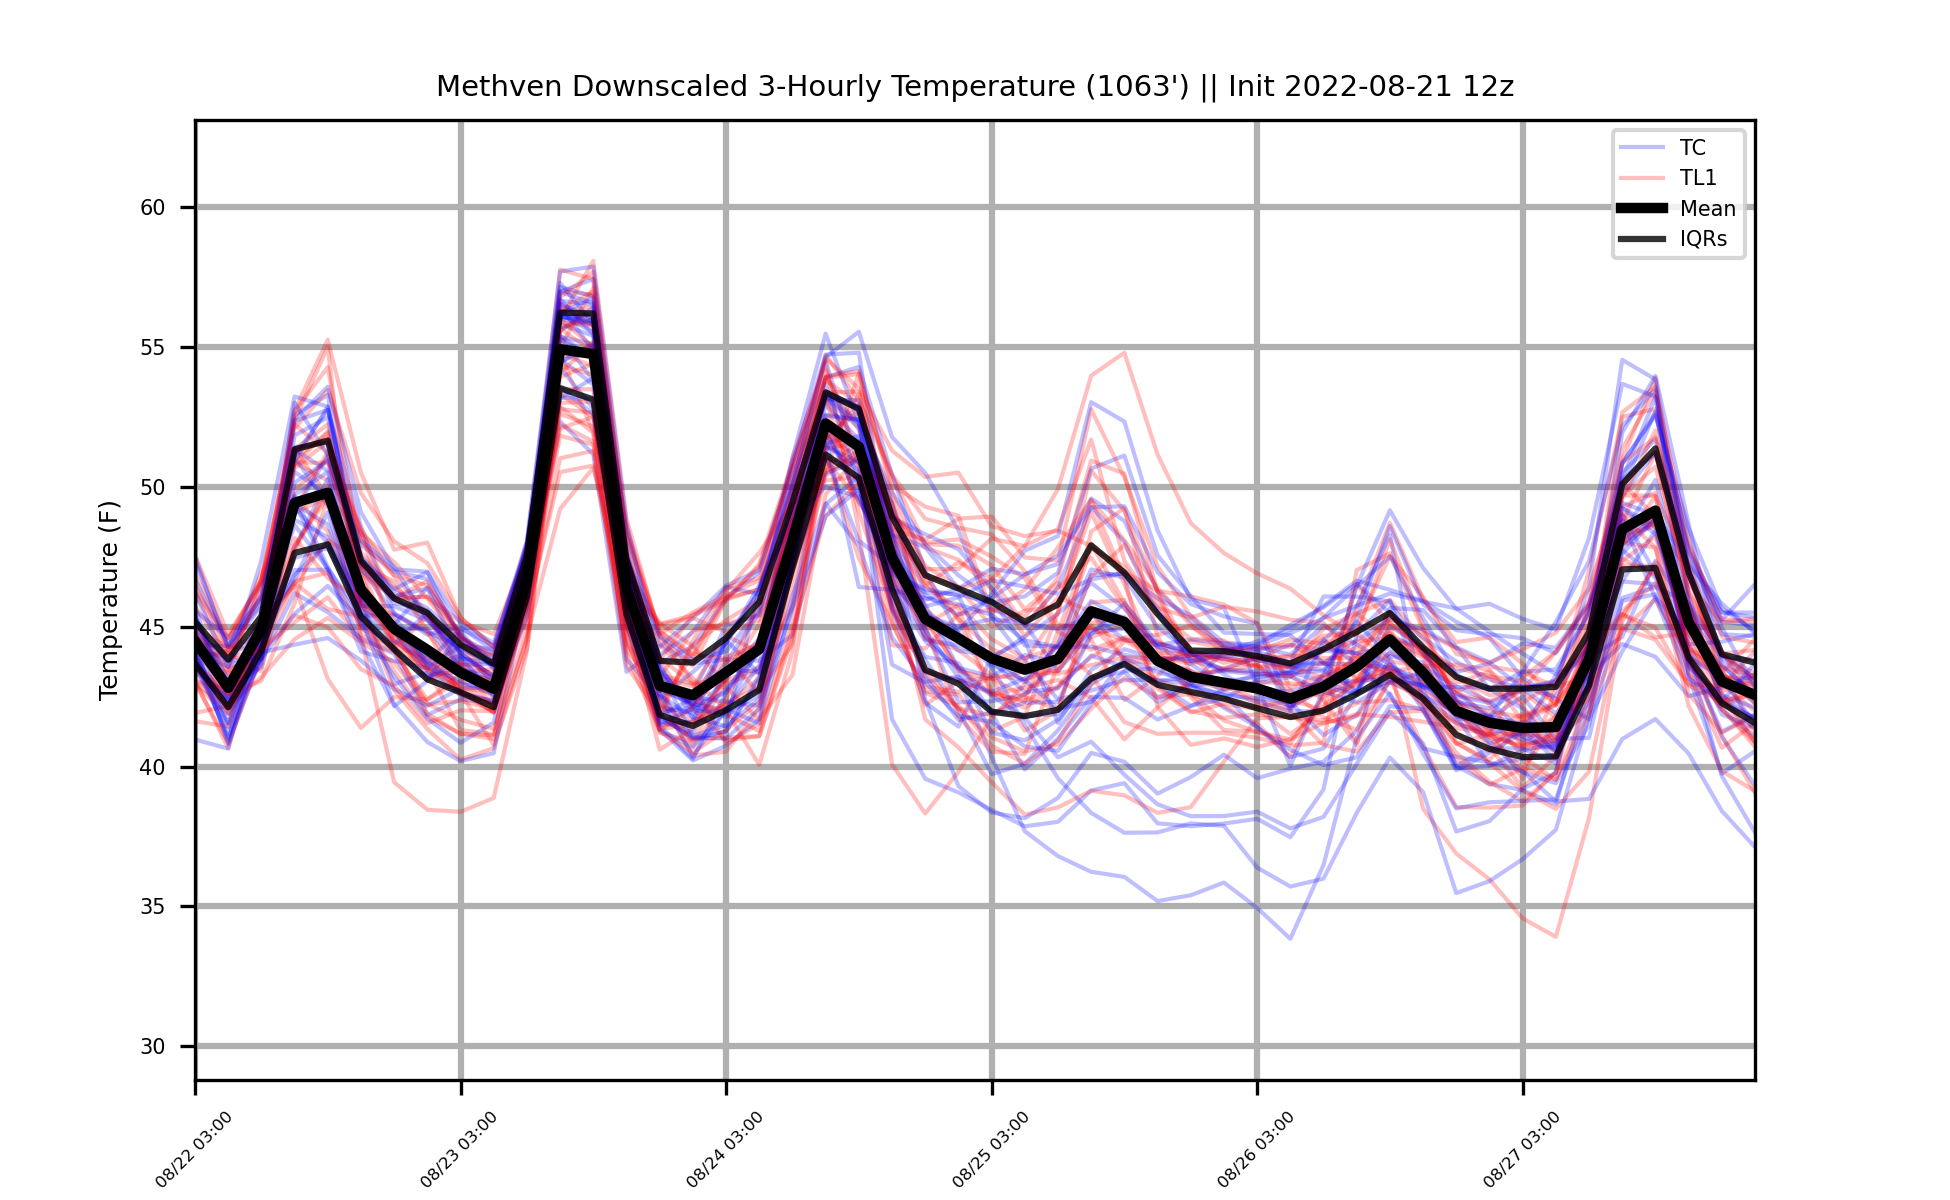 Methven Downscaled 3-Hourly Temperature (1063') || Init 2022-08-21 12z
TC
TL1
Mean
IQRs
Temperature (F)
60
55
50
45
40
35
30
08/22 03:00
08/23 03:00
08/24 03:00
08/25 03:00
08/26 03:00
08/27 03:00